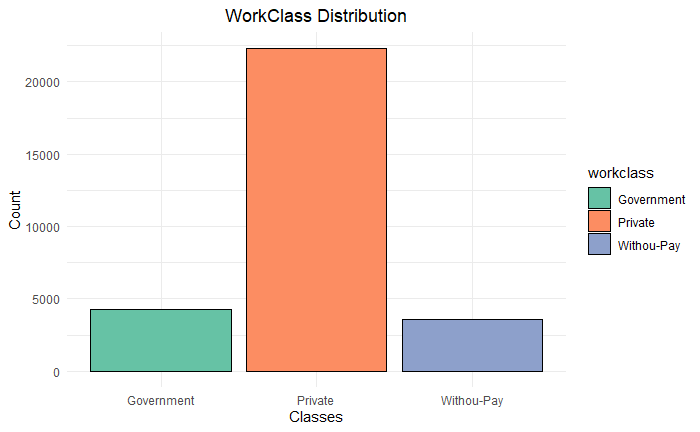 WorkClass Distribution
Count
20000
15000
10000
5000
0
Government Private Withou-Pay
Classes
workclass
Government
Private
Withou-Pay